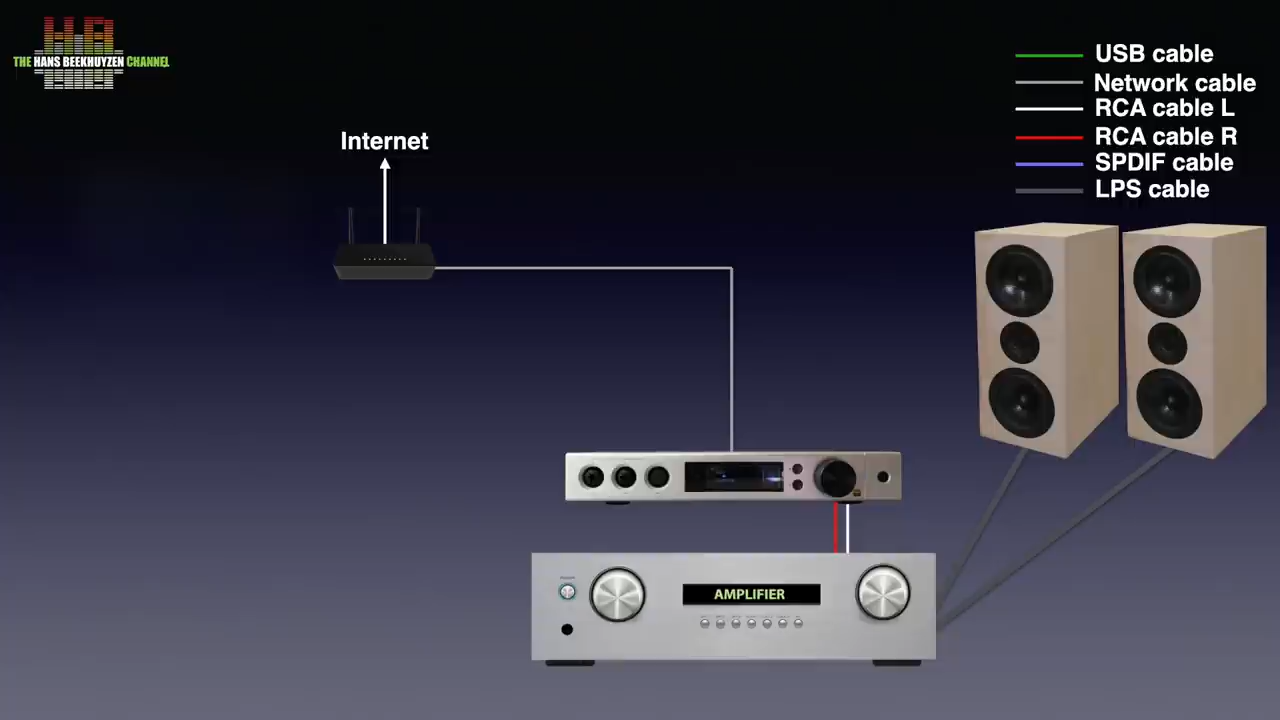 THE HANS BEEKHUYZEN CHANNEL
USB cable
Network cable
RCA cable L
RCA cable R
SPDIF cable
LPS cable
Internet
AMPLIFIER